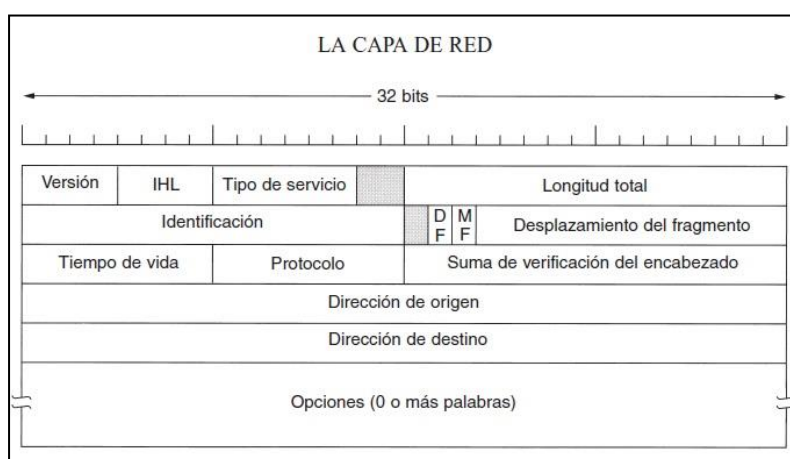 LA CAPA DE RED
32 bits
Versión IHL Tipo de servicio Longitud total
Identificación D F M F Desplazamiento del fragmento
Tiempo de vida Protocolo Suma de verificación del encabezado
Dirección de origen
Dirección de destino
Opciones (0 o más palabras)